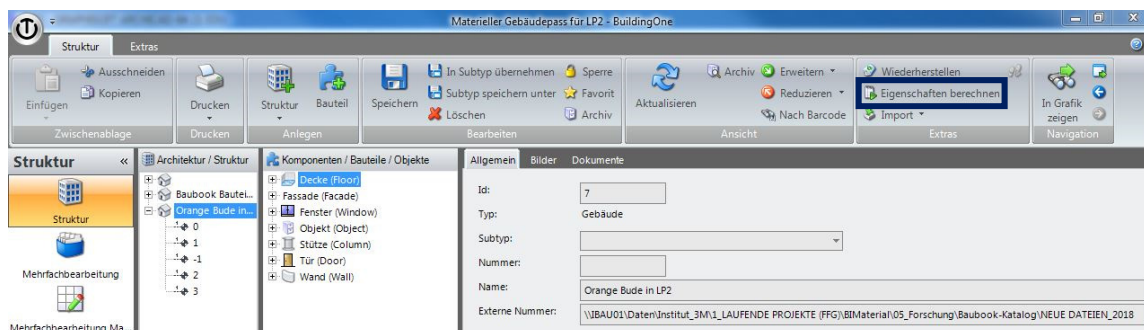 Materieller Gebäudepass für LP2 - BuildingOne
Struktur Extras
Einfügen
Ausschneiden
Kopieren
Zwischenablage
Drucken
Drucken
Struktur
Bauteil
Anlegen
Speichern
In Subtyp übernehmen
Subtyp speichern unter
Löschen
Sperre
Favorit
Archiv
Bearbeiten
Aktualisieren
Archiv
Erweitern
Reduzieren
Nach Barcode
Ansicht
Wiederherstellen
Eigenschaften berechnen
Import
Extras
In Grafik
zeigen
Navigation
Struktur «
Struktur
Mehrfachbearbeitung
Mehrfachbearbeitung Ma...
Architektur / Struktur
Baubook Bautei...
Orange Bude in...
0
1
-1
2
3
Komponenten / Bauteile / Objekte
Decke (Floor)
Fassade (Facade)
Fenster (Window)
Objekt (Object)
Stütze (Column)
Tür (Door)
Wand (Wall)
Allgemein Bilder Dokumente
Id: 7
Typ: Gebäude
Subtyp:
Nummer:
Name: Orange Bude in LP2
Externe Nummer: \\IBAU01\Daten\Institut_3M\1_LAUFENDE PROJEKTE (FFG)\BIMaterial\05_Forschung\Baubook-Katalog\NEUE DATEIEN_2018